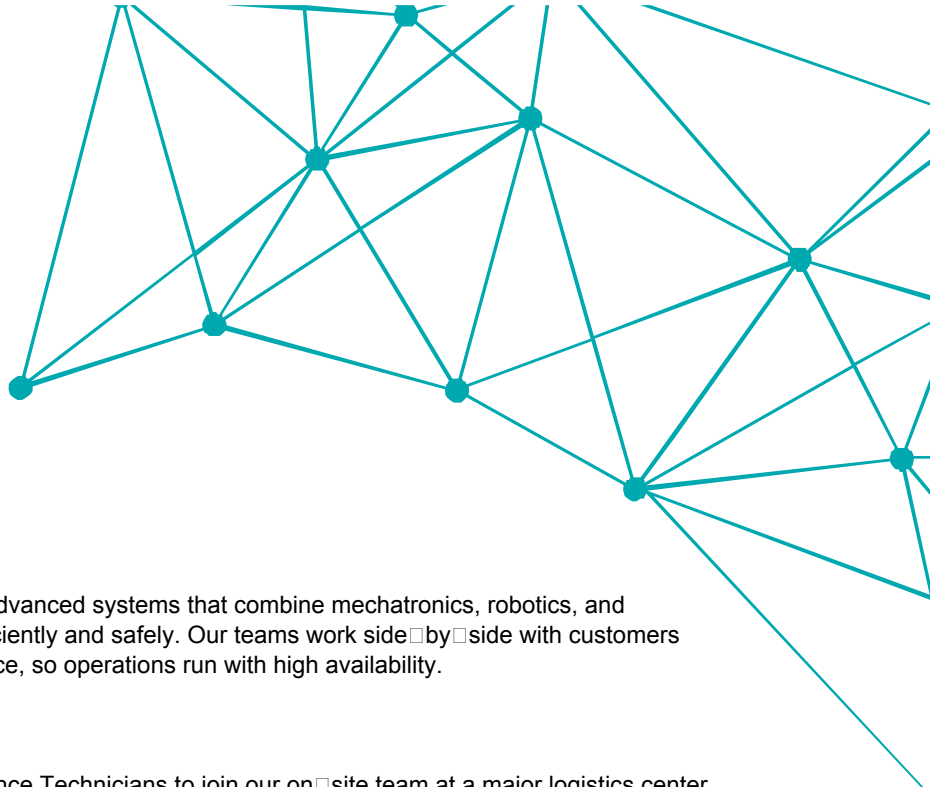 dvanced systems that combine mechatronics, robotics, and
ciently and safely. Our teams work side□by□side with customers
ce, so operations run with high availability.
nce Technicians to join our on□site team at a major logistics center